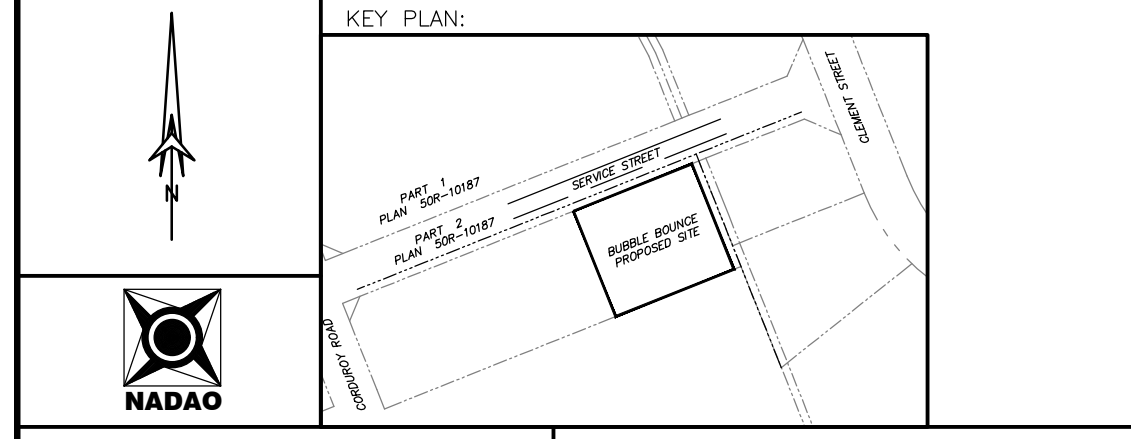 KEY PLAN:
N
NADAO
CLEMENT STREET
SERVICE STREET
PART 1
PLAN 50R-10187
PART 2
PLAN 50R-10187
BUBBLE BOUNCE
PROPOSED SITE
CORDUROY ROAD